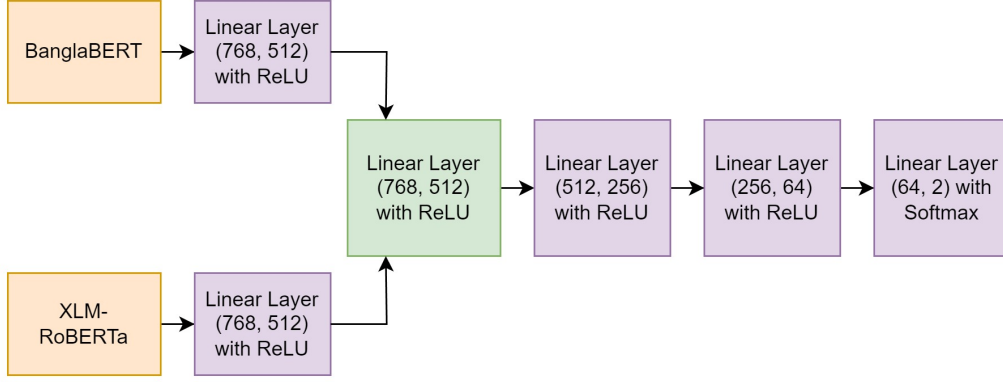 BanglaBERT
Linear Layer
(768, 512)
with ReLU
Linear Layer
(768, 512)
with ReLU
Linear Layer
(512, 256)
with ReLU
Linear Layer
(256, 64)
with ReLU
Linear Layer
(64, 2) with
Softmax
XLM-
RoBERTa
Linear Layer
(768, 512)
with ReLU